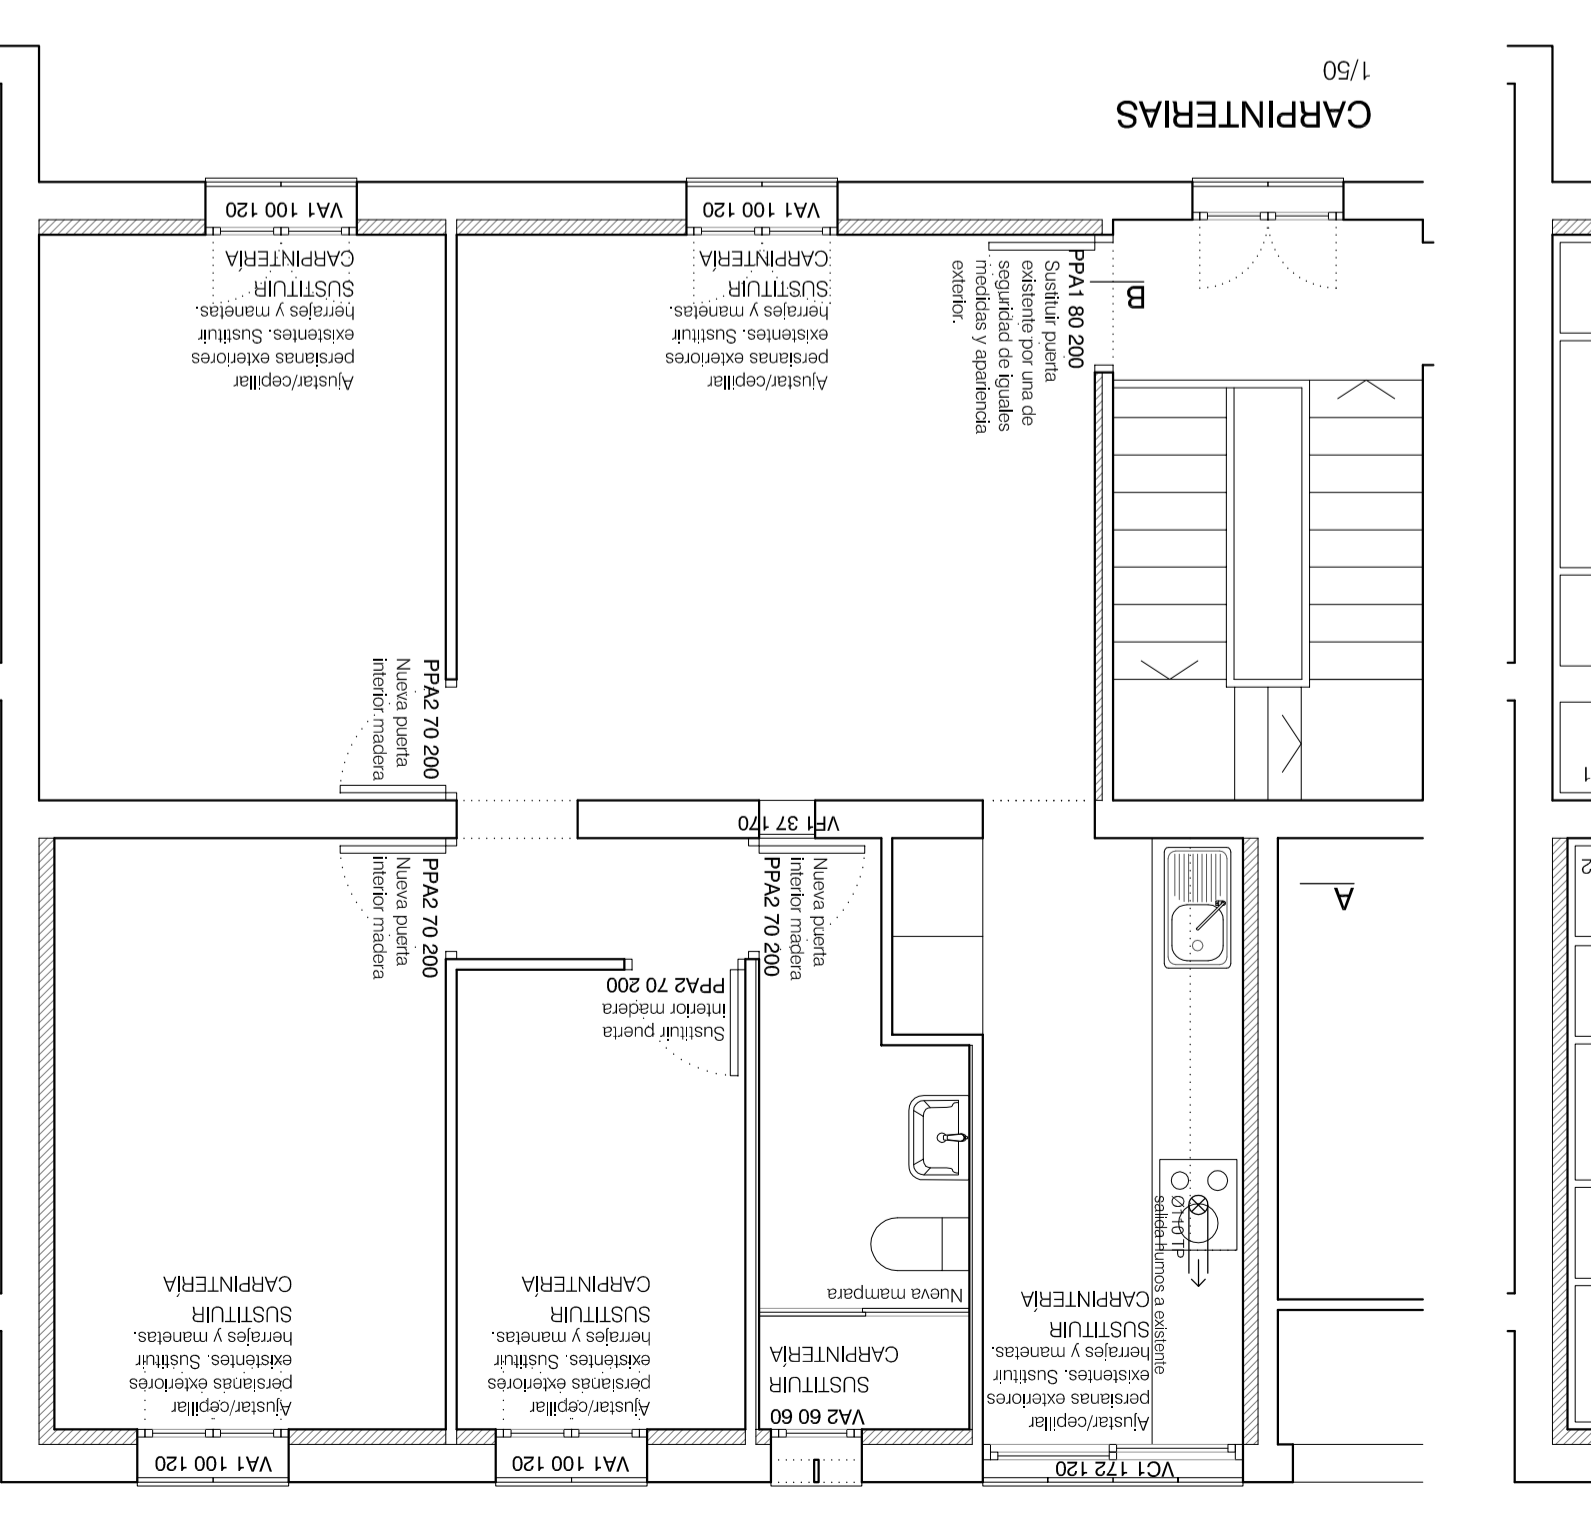 VC1 172 120
Ajustar/cepillar
persianas exteriores
existentes. Sustituir
herrajes y manetas.
SUSTITUIR
CARPINTERÍA
VA2 60 60
SUSTITUIR
CARPINTERÍA
Nueva mampara
VA1 100 120
Ajustar/cepillar
persianas exteriores
existentes. Sustituir
herrajes y manetas.
SUSTITUIR
CARPINTERÍA
VA1 100 120
Ajustar/cepillar
persianas exteriores
existentes. Sustituir
herrajes y manetas.
SUSTITUIR
CARPINTERÍA
Ø110 TP
salida humos a existente
A
Sustituir puerta
interior madera
PPA2 70 200
Nueva puerta
interior madera
PPA2 70 200
PPA2 70 200
Nueva puerta
interior madera
VF1 37 170
PPA2 70 200
Nueva puerta
interior madera
B
PPA1 80 200
Sustituir puerta
existente por una de
seguridad de iguales
medidas y apariencia
exterior.
Ajustar/cepillar
persianas exteriores
existentes. Sustituir
herrajes y manetas.
SUSTITUIR
CARPINTERÍA
VA1 100 120
Ajustar/cepillar
persianas exteriores
existentes. Sustituir
herrajes y manetas.
SUSTITUIR
CARPINTERÍA
VA1 100 120
CARPINTERIAS
1/50